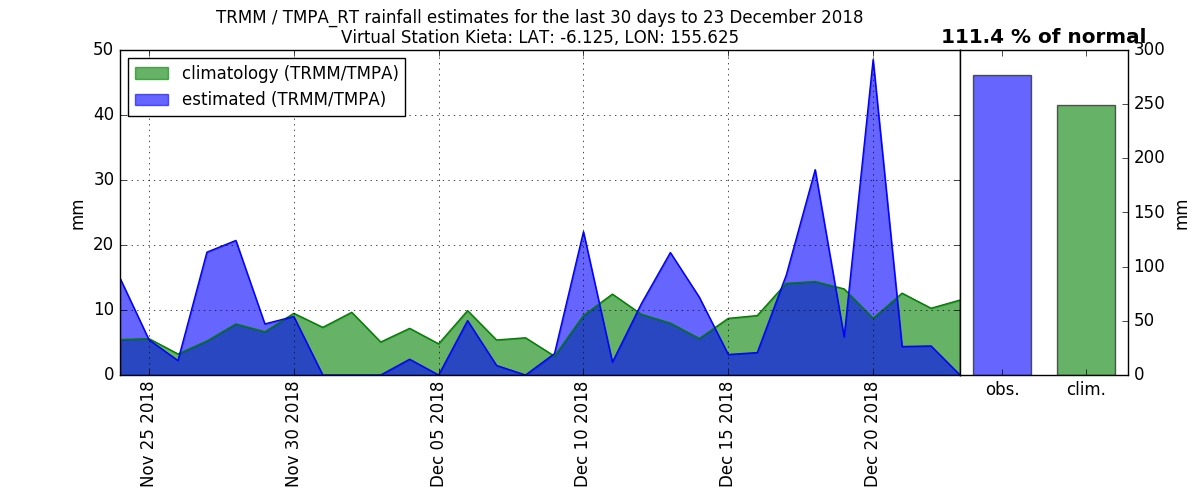 TRMM / TMPA_RT rainfall estimates for the last 30 days to 23 December 2018
Virtual Station Kieta: LAT: -6.125, LON: 155.625
111.4 % of normal
climatology (TRMM/TMPA)
estimated (TRMM/TMPA)
50
40
30
20
10
0
mm
Nov 25 2018
Nov 30 2018
Dec 05 2018
Dec 10 2018
Dec 15 2018
Dec 20 2018
300
250
200
150
100
50
0
mm
obs.
clim.